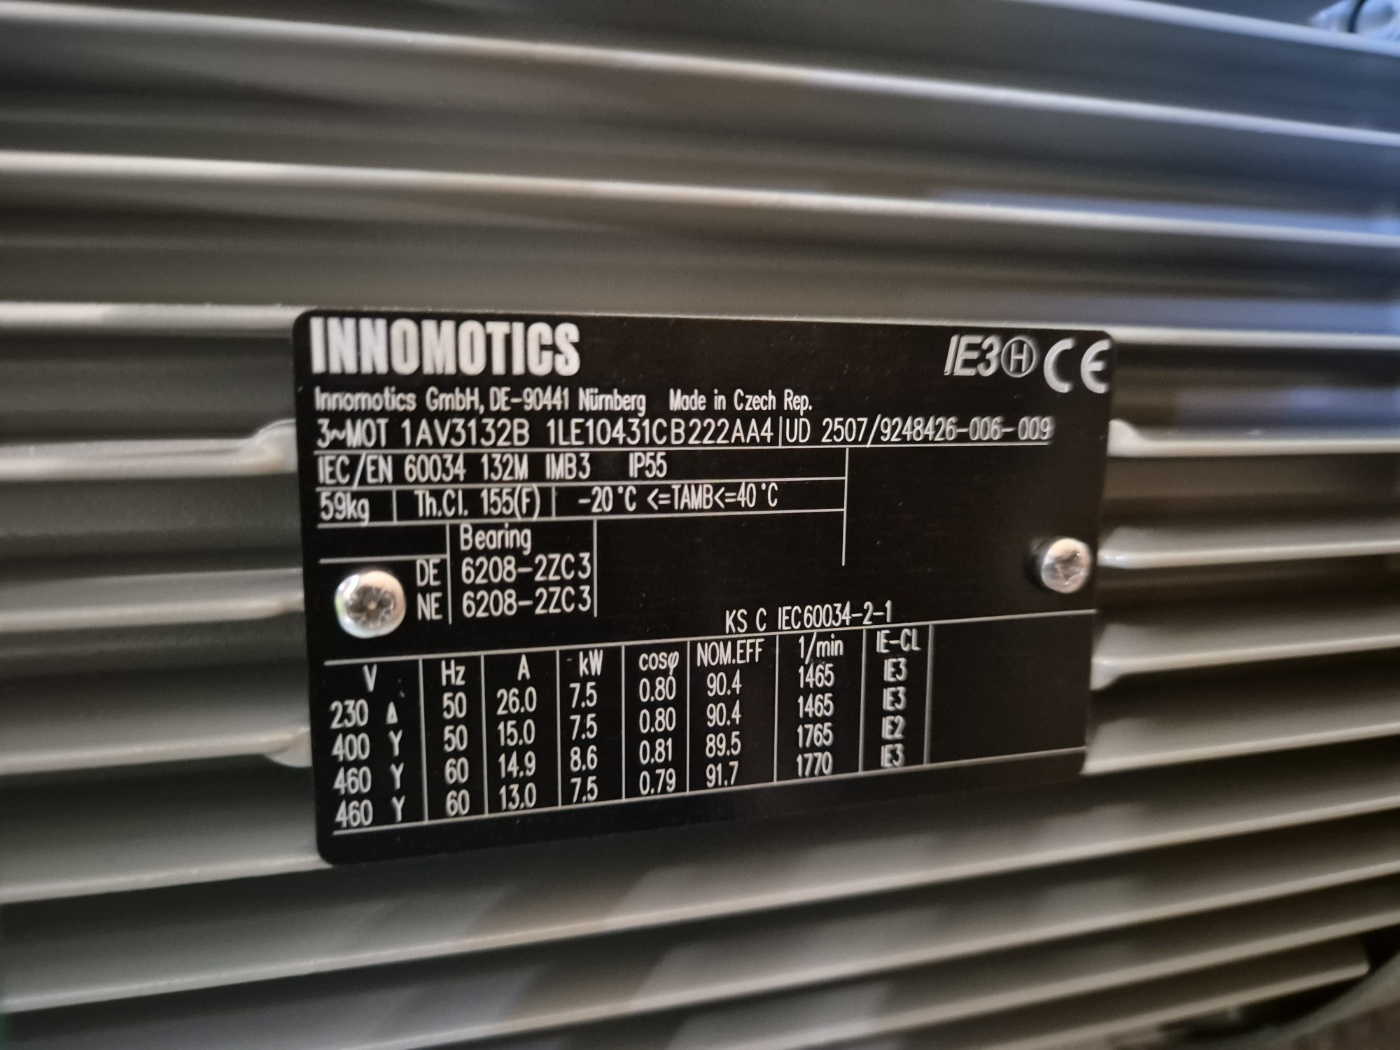 INNOMOTICS IE3 H CE
Innomotics GmbH, DE-90441 Nürnberg Made in Czech Rep.
3~MOT 1AV3132B 1LE10431CB222AA4 UD 2507/9248426-006-009
IEC/EN 60034 132M IMB3 IP55
59kg Th.Cl. 155(F) -20°C <=TAMB<=40°C
Bearing
DE 6208-2ZC3
NE 6208-2ZC3
KS C IEC60034-2-1
V Hz A kW cosφ NOM.EFF 1/min IE-CL
230 Δ 50 26.0 7.5 0.80 90.4 1465 IE3
400 Y 50 15.0 7.5 0.80 90.4 1465 IE3
460 Y 60 14.9 8.6 0.81 89.5 1765 IE2
460 Y 60 13.0 7.5 0.79 91.7 1770 IE3